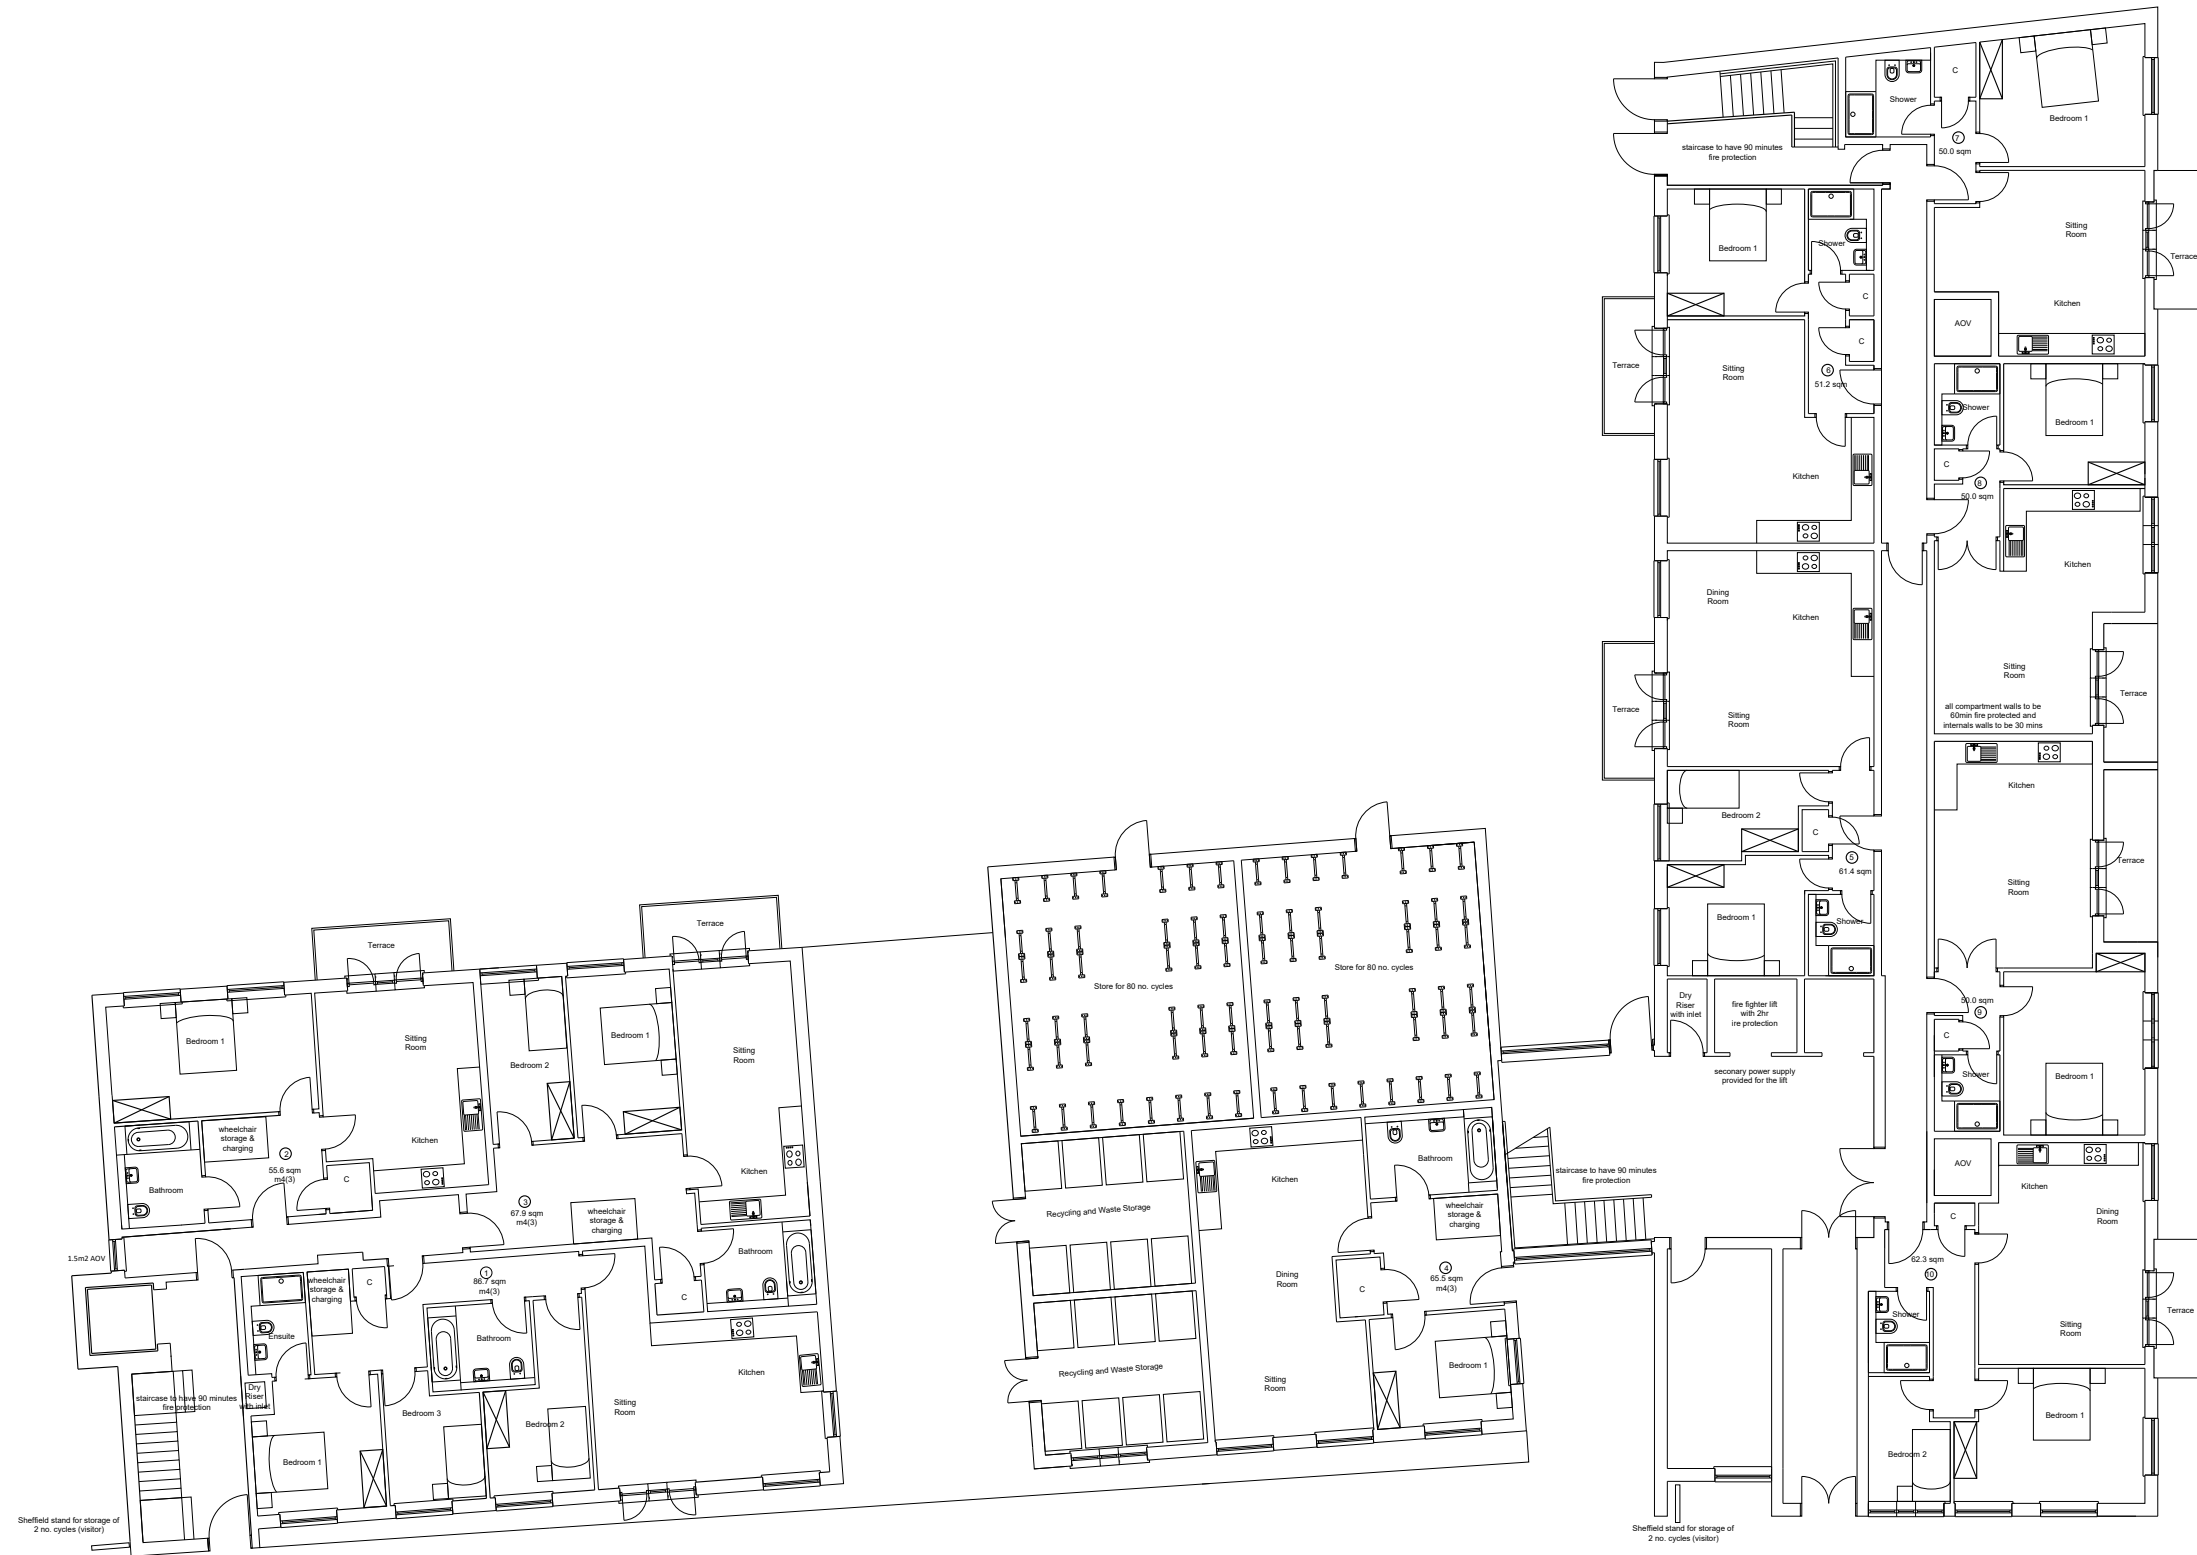 C
Shower
Bedroom 1
7
50.0 sqm
staircase to have 90 minutes
fire protection
Bedroom 1
Shower
Sitting
Room
Terrace
C
Kitchen
AOV
C
Terrace
Sitting
Room
6
51.2 sqm
Shower
Bedroom 1
C
8
50.0 sqm
Kitchen
Kitchen
Dining
Room
Kitchen
Sitting
Room
Terrace
all compartment walls to be
60min fire protected and
internals walls to be 30 mins
Terrace
Sitting
Room
Kitchen
Bedroom 2
C
5
61.4 sqm
Terrace
Sitting
Room
Bedroom 1
Shower
50.0 sqm
9
C
Shower
Bedroom 1
Dry
Riser
with inlet
fire fighter lift
with 2hr
ire protection
seconary power supply
provided for the lift
AOV
Kitchen
C
Dining
Room
62.3 sqm
10
Shower
Sitting
Room
Terrace
Bedroom 1
Bedroom 2
Store for 80 no. cycles
Store for 80 no. cycles
staircase to have 90 minutes
fire protection
Bathroom
Kitchen
wheelchair
storage &
charging
Recycling and Waste Storage
Dining
Room
C
4
65.5 sqm
m4(3)
Recycling and Waste Storage
Sitting
Room
Bedroom 1
Sheffield stand for storage of
2 no. cycles (visitor)
Terrace
Terrace
Bedroom 1
Sitting
Room
Bedroom 2
Bedroom 1
Sitting
Room
wheelchair
storage &
charging
Kitchen
2
55.6 sqm
m4(3)
C
Bathroom
Kitchen
3
67.9 sqm
m4(3)
wheelchair
storage &
charging
Bathroom
C
1.5m2 AOV
1
86.7 sqm
m4(3)
wheelchair
storage &
charging
C
Ensuite
Bathroom
Kitchen
Dry
Riser
with inlet
staircase to have 90 minutes
fire protection
Bedroom 3
Bedroom 2
Sitting
Room
Bedroom 1
Sheffield stand for storage of
2 no. cycles (visitor)